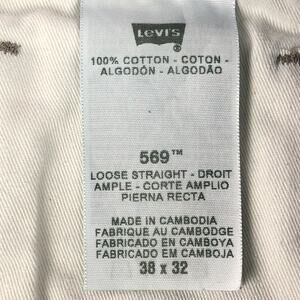 Levi's
®
100% COTTON - COTON -
ALGODÓN - ALGODÃO
569™
LOOSE STRAIGHT - DROIT
AMPLE - CORTE AMPLIO
PIERNA RECTA
MADE IN CAMBODIA
FABRIQUE AU CAMBODGE
FABRICADO EN CAMBOYA
FABRICADO EM CAMBOJA
38 X 32